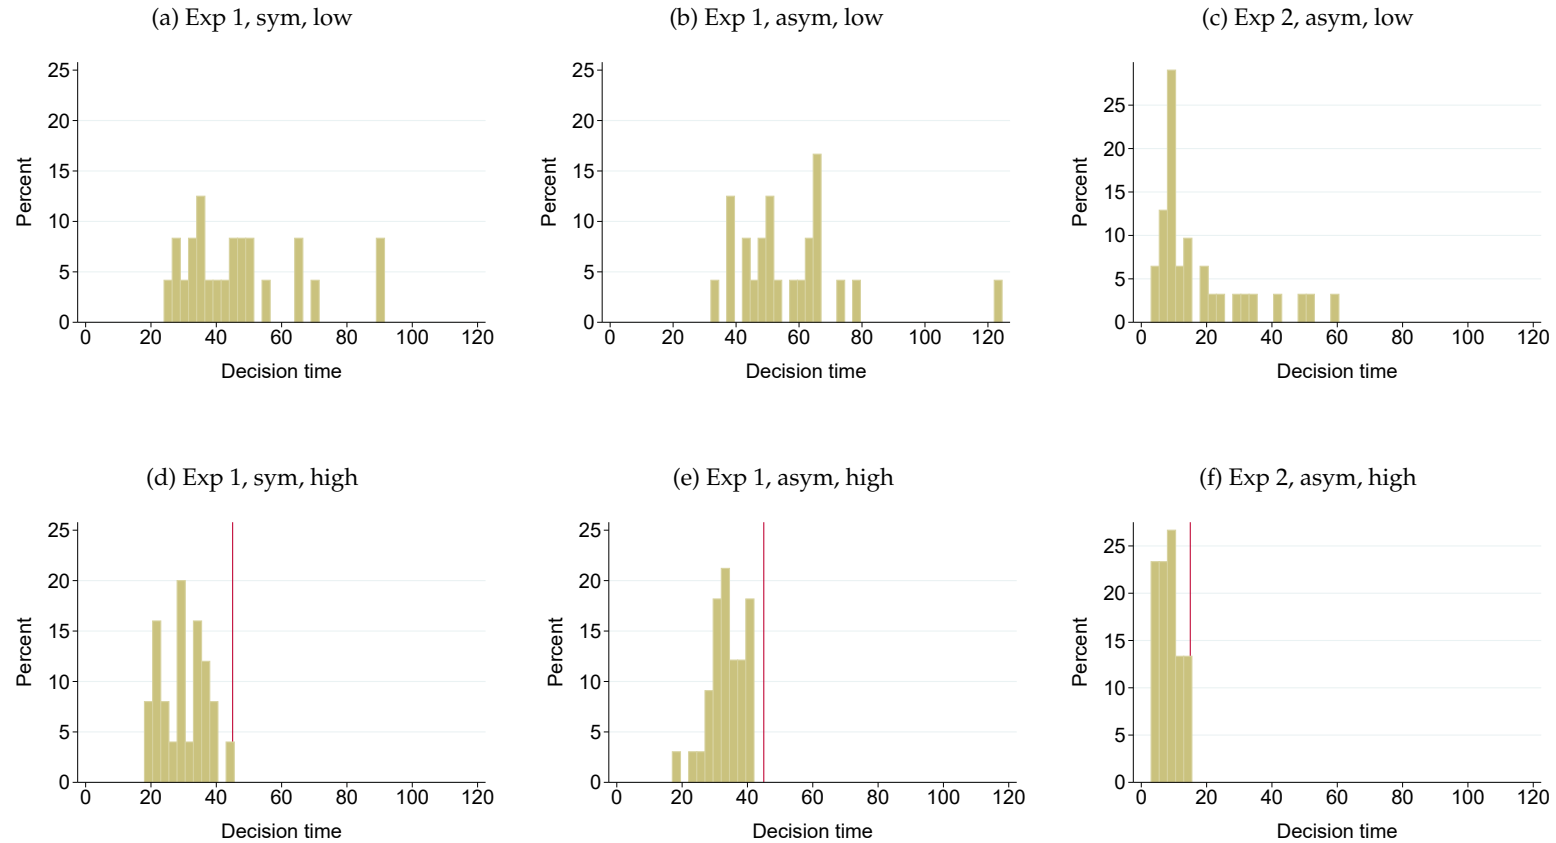 (a) Exp 1, sym, low
25
20
15
10
5
0
Percent
0 20 40 60 80 100 120
Decision time
(b) Exp 1, asym, low
25
20
15
10
5
0
Percent
0 20 40 60 80 100 120
Decision time
(c) Exp 2, asym, low
25
20
15
10
5
0
Percent
0 20 40 60 80 100 120
Decision time
(d) Exp 1, sym, high
25
20
15
10
5
0
Percent
0 20 40 60 80 100 120
Decision time
(e) Exp 1, asym, high
25
20
15
10
5
0
Percent
0 20 40 60 80 100 120
Decision time
(f) Exp 2, asym, high
25
20
15
10
5
0
Percent
0 20 40 60 80 100 120
Decision time